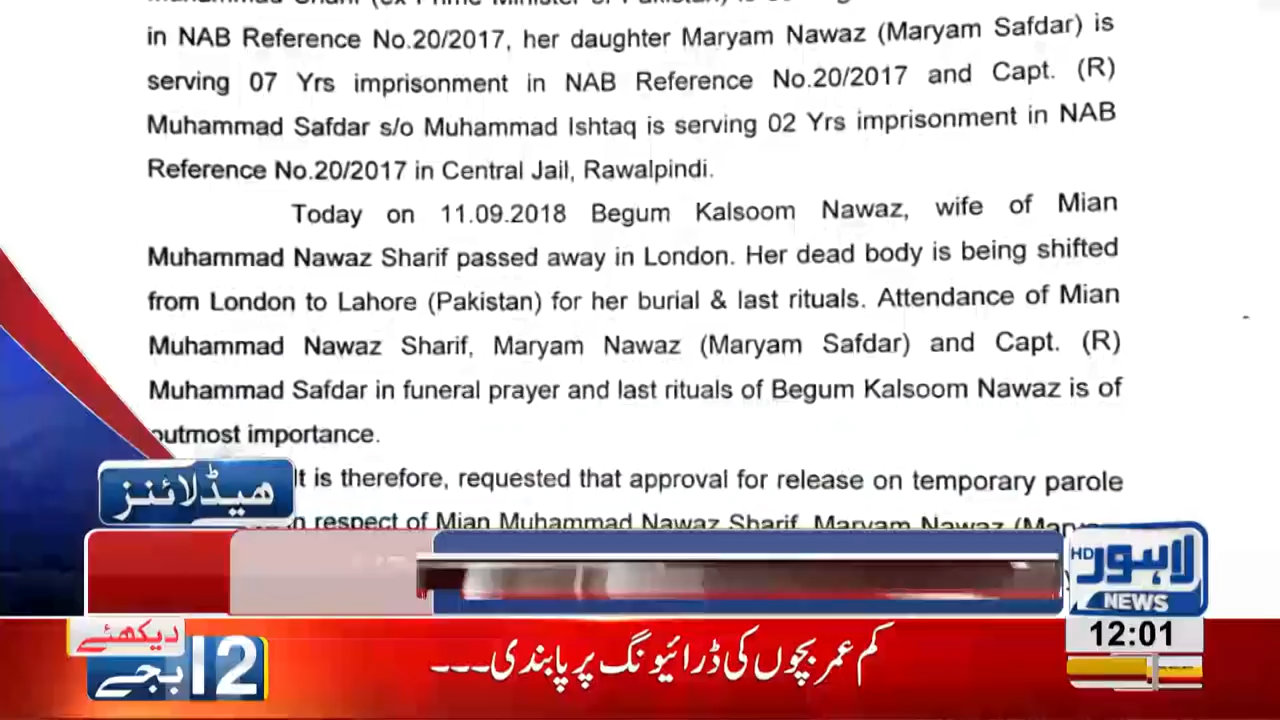 in NAB Reference No.20/2017, her daughter Maryam Nawaz (Maryam Safdar) is
serving 07 Yrs imprisonment in NAB Reference No.20/2017 and Capt. (R)
Muhammad Safdar s/o Muhammad Ishtaq is serving 02 Yrs imprisonment in NAB
Reference No.20/2017 in Central Jail, Rawalpindi.
Today on 11.09.2018 Begum Kalsoom Nawaz, wife of Mian
Muhammad Nawaz Sharif passed away in London. Her dead body is being shifted
from London to Lahore (Pakistan) for her burial & last rituals. Attendance of Mian
Muhammad Nawaz Sharif, Maryam Nawaz (Maryam Safdar) and Capt. (R)
Muhammad Safdar in funeral prayer and last rituals of Begum Kalsoom Nawaz is of
outmost importance.
It is therefore, requested that approval for release on temporary parole
respect of Mian Muhammad Nawaz Sharif, Maryam Nawaz
ھیڈلائنز
HD لاہور
NEWS
12:01
دیکھئے
12 بجے
کم عمر بچوں کی ڈرائیونگ پر پابندی...